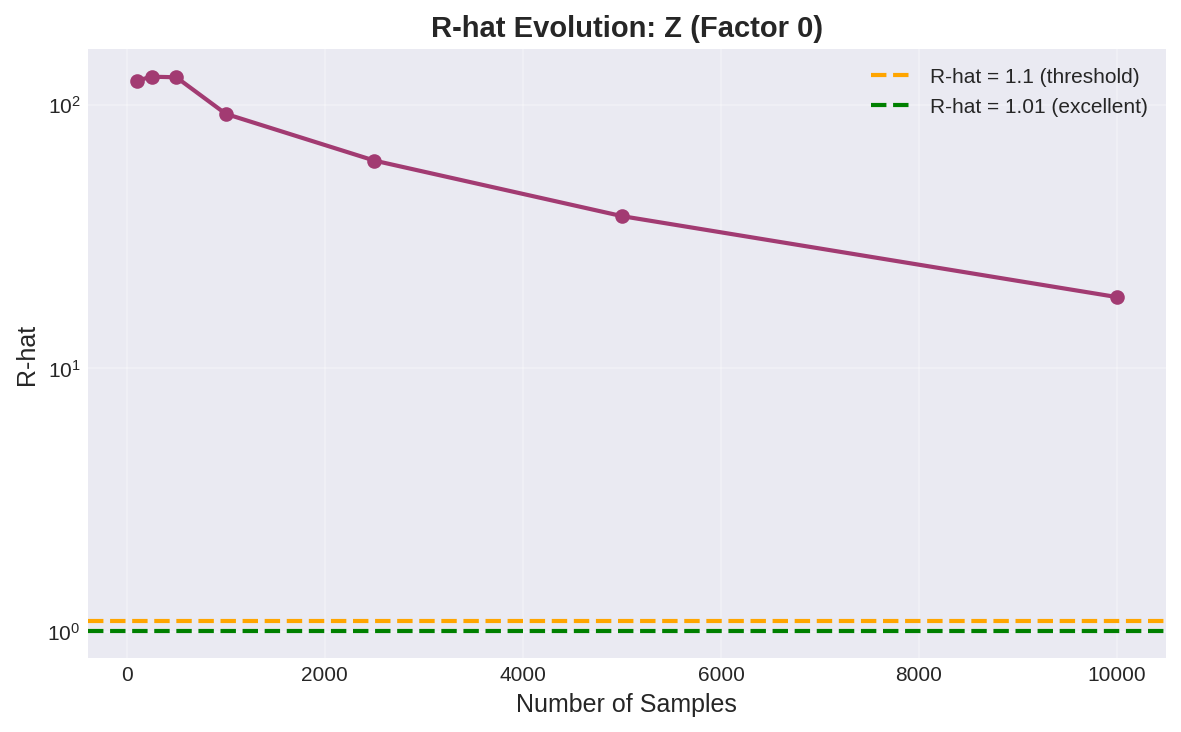 R-hat Evolution: Z (Factor 0)
R-hat = 1.1 (threshold)
R-hat = 1.01 (excellent)
10²
10¹
10⁰
R-hat
0 2000 4000 6000 8000 10000
Number of Samples